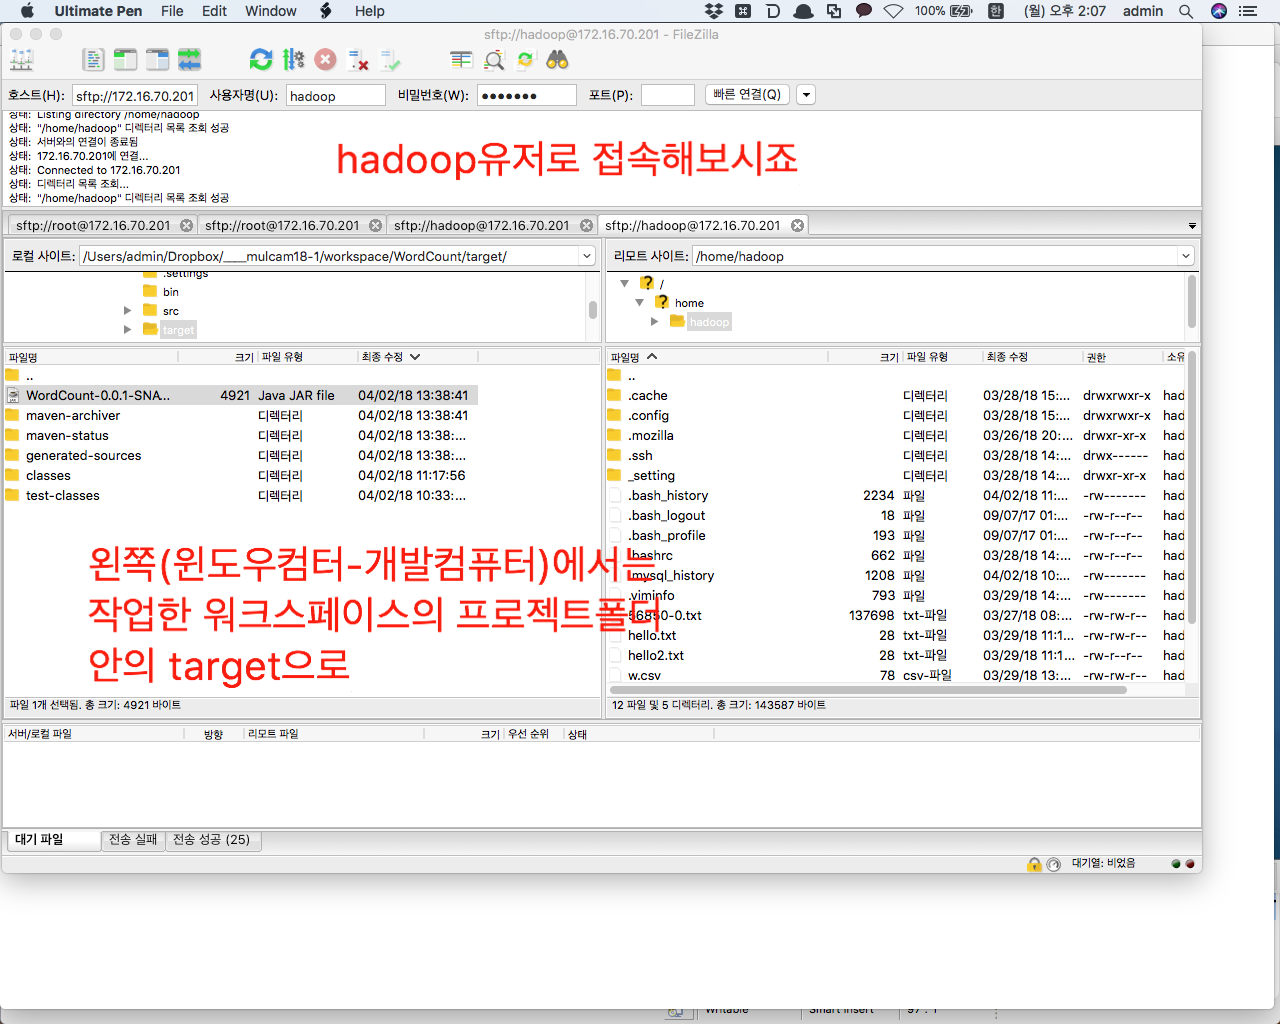 Ultimate Pen File Edit Window Help 100% 한 (월) 오후 2:07 admin
sftp://hadoop@172.16.70.201 - FileZilla
호스트(H): sftp://172.16.70.201 사용자명(U): hadoop 비밀번호(W): ●●●●●●● 포트(P): 빠른 연결(Q)
상태: Listing directory /home/hadoop
상태: "/home/hadoop" 디렉터리 목록 조회 성공
상태: 서버와의 연결이 종료됨
상태: 172.16.70.201에 연결...
상태: Connected to 172.16.70.201
상태: 디렉터리 목록 조회...
상태: "/home/hadoop" 디렉터리 목록 조회 성공
hadoop유저로 접속해보시죠
sftp://root@172.16.70.201 sftp://root@172.16.70.201 sftp://hadoop@172.16.70.201 sftp://hadoop@172.16.70.201
로컬 사이트: /Users/admin/Dropbox/____mulcam18-1/workspace/WordCount/target/
.settings
bin
src
target
리모트 사이트: /home/hadoop
/
home
hadoop
파일명 크기 파일 유형 최종 수정
..
WordCount-0.0.1-SNA... 4921 Java JAR file 04/02/18 13:38:41
maven-archiver 디렉터리 04/02/18 13:38:41
maven-status 디렉터리 04/02/18 13:38:...
generated-sources 디렉터리 04/02/18 13:38:...
classes 디렉터리 04/02/18 11:17:56
test-classes 디렉터리 04/02/18 10:33:...
왼쪽(윈도우컴터-개발컴퓨터)에서는
작업한 워크스페이스의 프로젝트폴더
안의 target으로
파일 1개 선택됨. 총 크기: 4921 바이트
파일명 크기 파일 유형 최종 수정 권한 소유
..
.cache 디렉터리 03/28/18 15:... drwxrwxr-x had
.config 디렉터리 03/28/18 15:... drwxrwxr-x had
.mozilla 디렉터리 03/26/18 20:... drwxr-xr-x had
.ssh 디렉터리 03/28/18 14:... drwx------ had
_setting 디렉터리 03/28/18 14:... drwxr-xr-x had
.bash_history 2234 파일 04/02/18 11:... -rw------- had
.bash_logout 18 파일 09/07/17 01:... -rw-r--r-- had
.bash_profile 193 파일 09/07/17 01:... -rw-r--r-- had
.bashrc 662 파일 03/28/18 14:... -rw-r--r-- had
.mysql_history 1208 파일 04/02/18 10:... -rw------- had
.viminfo 793 파일 03/29/18 14:... -rw------- had
56850-0.txt 137698 txt-파일 03/27/18 08:... -rw-rw-r-- had
hello.txt 28 txt-파일 03/29/18 11:1... -rw-rw-r-- had
hello2.txt 28 txt-파일 03/29/18 11:1... -rw-r--r-- had
w.csv 78 csv-파일 03/29/18 13:... -rw-rw-r-- had
12 파일 및 5 디렉터리. 총 크기: 143587 바이트
서버/로컬 파일 방향 리모트 파일 크기 우선 순위 상태
대기 파일 전송 실패 전송 성공 (25)
대기열: 비었음
Writable Smart Insert 97 : 1